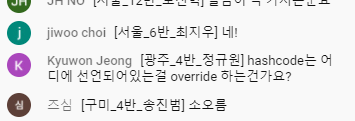 JH
jiwoo choi [서울_6반_최지우] 네!
K Kyuwon Jeong [광주_4반_정규원] hashcode는 어
디에 선언되어있는걸 override 하는건가요?
심 즈심 [구미_4반_송진범] 소오름